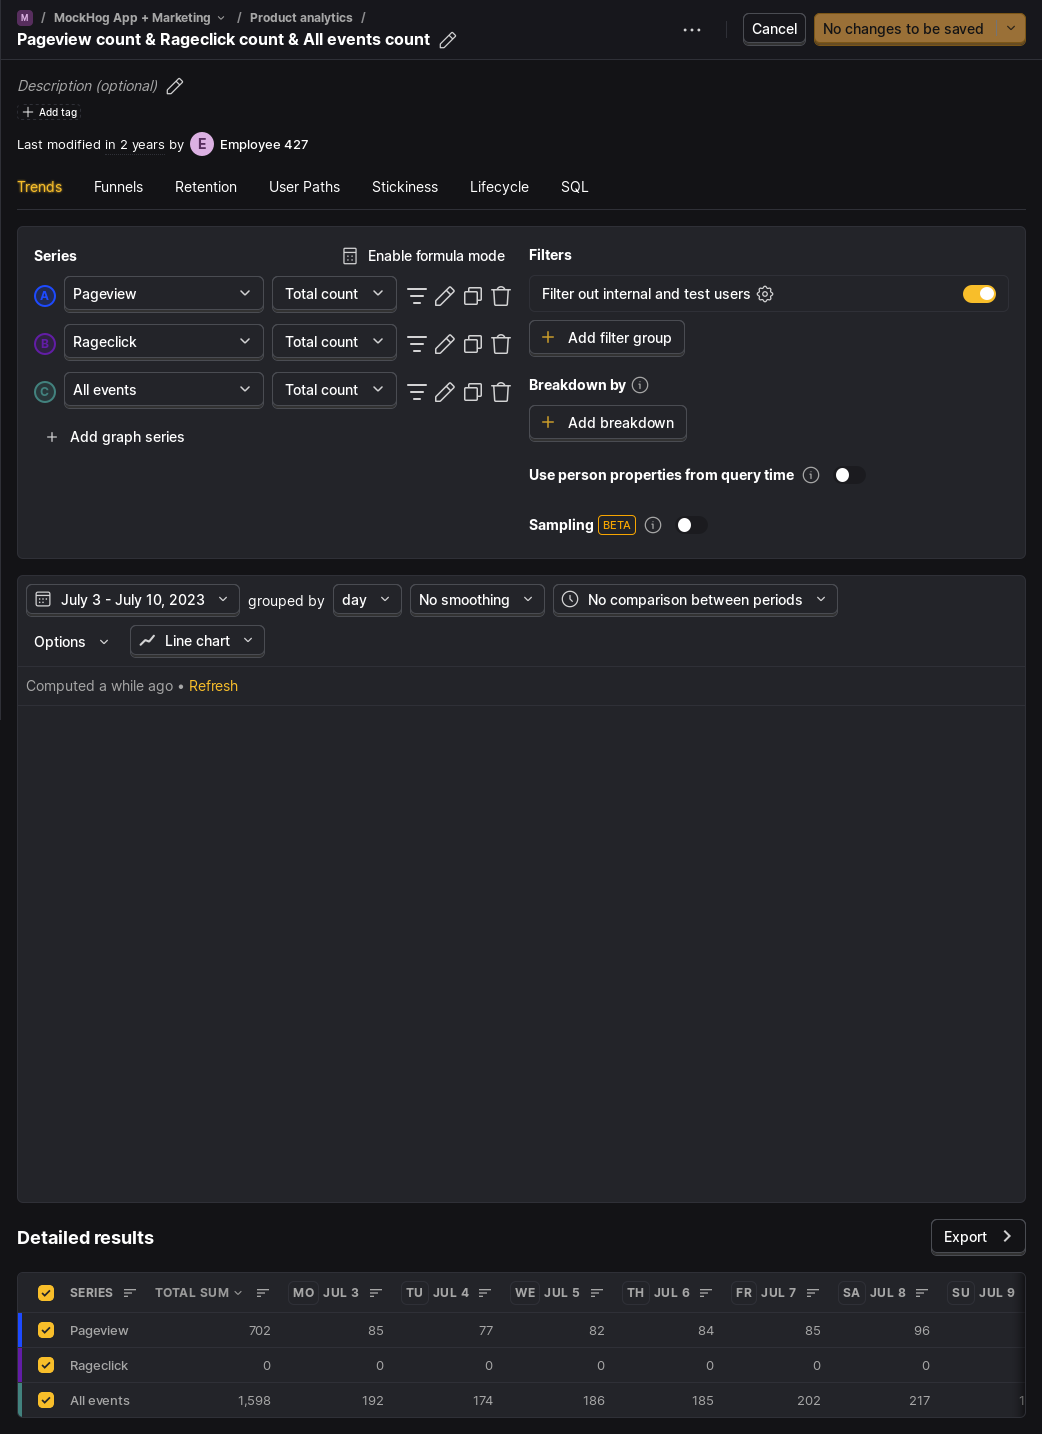 M / MockHog App + Marketing / Product analytics /
Pageview count & Rageclick count & All events count
Cancel
No changes to be saved
Description (optional)
Add tag
Last modified in 2 years by E Employee 427
Trends Funnels Retention User Paths Stickiness Lifecycle SQL
Series
Enable formula mode
A Pageview Total count
B Rageclick Total count
C All events Total count
Add graph series
Filters
Filter out internal and test users
Add filter group
Breakdown by
Add breakdown
Use person properties from query time
Sampling BETA
July 3 - July 10, 2023 grouped by day No smoothing No comparison between periods
Options Line chart
Computed a while ago • Refresh
Detailed results
Export
SERIES TOTAL SUM MO JUL 3 TU JUL 4 WE JUL 5 TH JUL 6 FR JUL 7 SA JUL 8 SU JUL 9
Pageview 702 85 77 82 84 85 96
Rageclick 0 0 0 0 0 0 0
All events 1,598 192 174 186 185 202 217